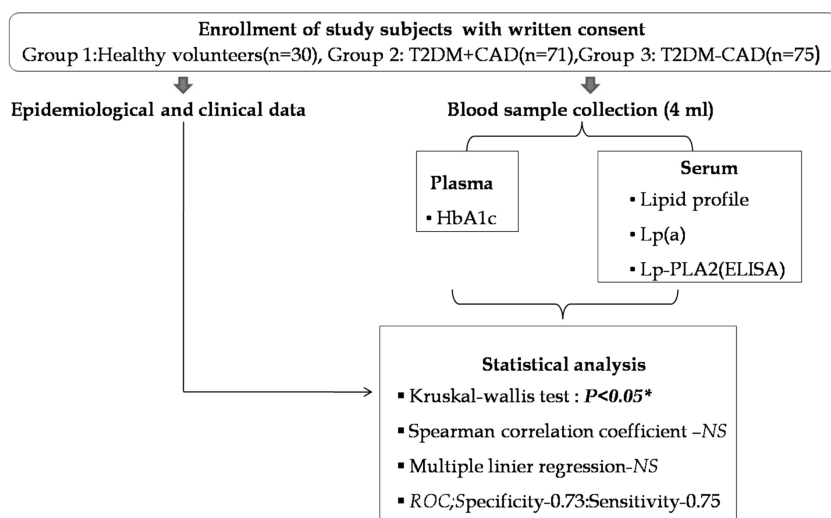 Enrollment of study subjects with written consent
Group 1:Healthy volunteers(n=30), Group 2: T2DM+CAD(n=71),Group 3: T2DM-CAD(n=75)
Epidemiological and clinical data
Blood sample collection (4 ml)
Plasma
▪ HbA1c
Serum
▪ Lipid profile
▪ Lp(a)
▪ Lp-PLA2(ELISA)
Statistical analysis
▪ Kruskal-wallis test : P<0.05*
▪ Spearman correlation coefficient –NS
▪ Multiple linier regression-NS
▪ ROC;Specificity-0.73:Sensitivity-0.75